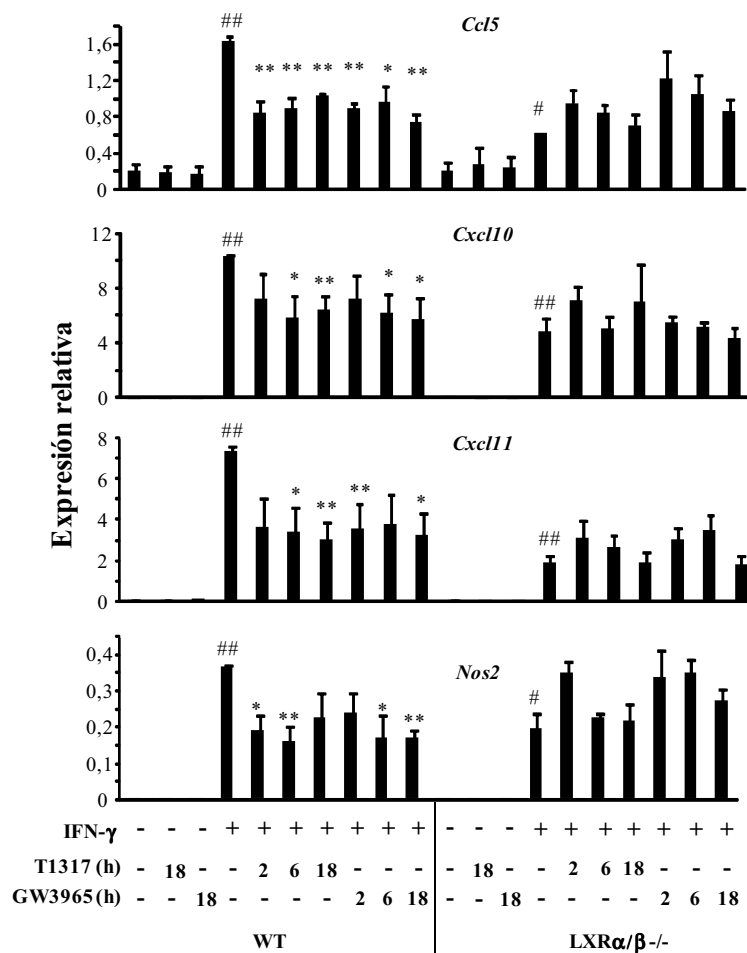 ##
Ccl5
1,6
** ** ** ** * **
1,2
0,8
#
0,4
0
Cxcl10
12
##
8
* ** * *
##
4
0
Expresión relativa
##
Cxcl11
8
6
* ** ** *
4
##
2
0
0,4
##
Nos2
0,3
* ** * **
#
0,2
0,1
0
IFN-γ - - - + + + + + + + - - - + + + + + + +
T1317 (h) - 18 - - 2 6 18 - - - - 18 - - 2 6 18 - - -
GW3965 (h) - - 18 - - - - 2 6 18 - - 18 - - - - 2 6 18
WT LXRα/β -/-